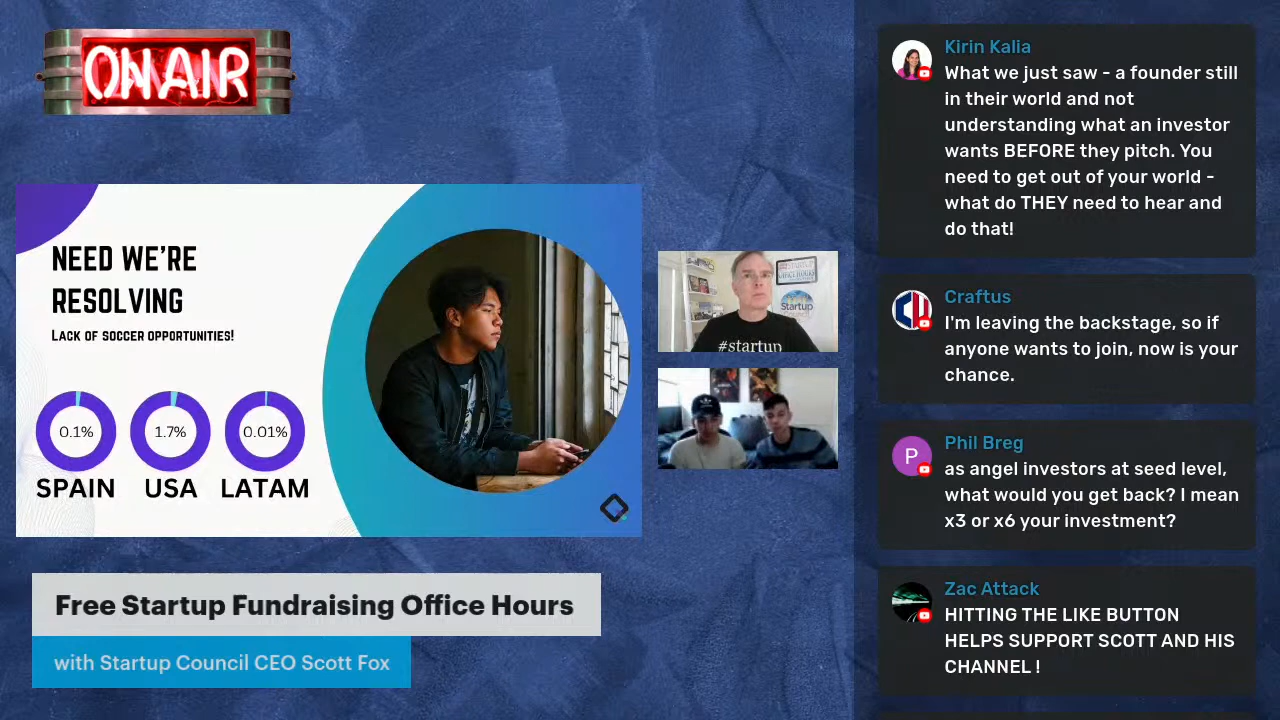 ON AIR
NEED WE'RE
RESOLVING
LACK OF SOCCER OPPORTUNITIES!
0.1%
1.7%
0.01%
SPAIN
USA
LATAM
Startup
#startup
Free Startup Fundraising Office Hours
with Startup Council CEO Scott Fox
Kirin Kalia
What we just saw - a founder still
in their world and not
understanding what an investor
wants BEFORE they pitch. You
need to get out of your world -
what do THEY need to hear and
do that!
Craftus
I'm leaving the backstage, so if
anyone wants to join, now is your
chance.
P
Phil Breg
as angel investors at seed level,
what would you get back? I mean
x3 or x6 your investment?
Zac Attack
HITTING THE LIKE BUTTON
HELPS SUPPORT SCOTT AND HIS
CHANNEL !